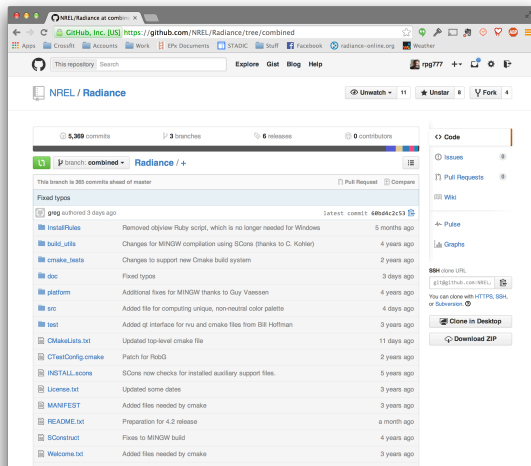 NREL/Radiance at combin
GitHub, Inc. [US] https://github.com/NREL/Radiance/tree/combined
Apps Crossfit Accounts Work EPx Documents STADIC Stuff Facebook radiance-online.org Weather
This repository Search Explore Gist Blog Help rpg777
NREL / Radiance Unwatch 11 Unstar 8 Fork 4
5,369 commits 3 branches 6 releases 0 contributors
branch: combined Radiance / +
This branch is 365 commits ahead of master Pull Request Compare
Fixed typos
greg authored 3 days ago latest commit 60bd4c2c53
InstallRules Removed objview Ruby script, which is no longer needed for Windows 5 months ago
build_utils Changes for MINGW compilation using SCons (thanks to C. Kohler) 4 years ago
cmake_tests Changes to support new Cmake build system 2 years ago
doc Fixed typos 3 days ago
platform Additional fixes for MINGW thanks to Guy Vaessen 4 years ago
src Added file for computing unique, non-neutral color palette 4 days ago
test Added qt interface for rvu and cmake files from Bill Hoffman 3 years ago
CMakeLists.txt Updated top-level cmake file 11 days ago
CTestConfig.cmake Patch for RobG 2 years ago
INSTALL.scons SCons now checks for installed auxiliary support files. 5 years ago
License.txt Updated some dates 3 years ago
MANIFEST Added files needed by cmake 3 years ago
README.txt Preparation for 4.2 release a month ago
SConstruct Fixes to MINGW build 4 years ago
Welcome.txt Added files needed by cmake 3 years ago
Code
Issues 0
Pull Requests 0
Wiki
Pulse
Graphs
SSH clone URL
git@github.com:NREL
You can clone with HTTPS, SSH,
or Subversion.
Clone in Desktop
Download ZIP